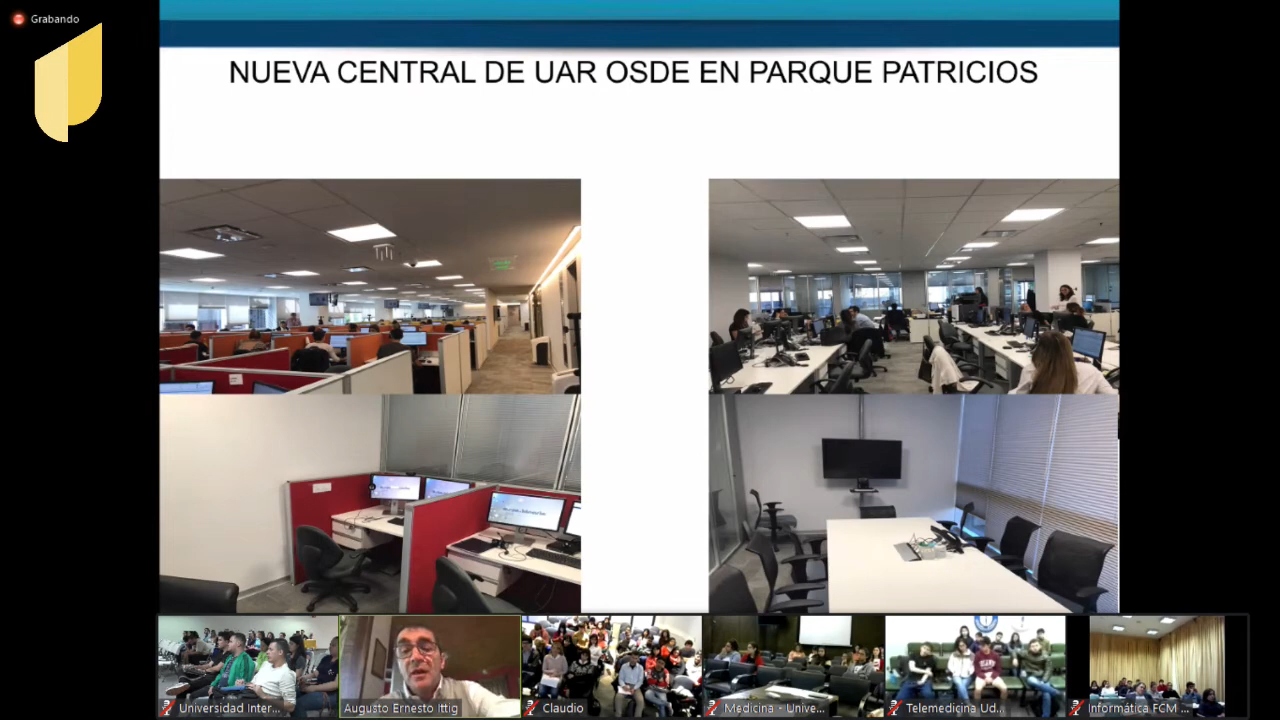 Grabando
NUEVA CENTRAL DE UAR OSDE EN PARQUE PATRICIOS
Universidad Inter...
Augusto Ernesto Ittig
Claudio
Medicina - Unive...
Telemedicina Ud...
Informática FCM ...